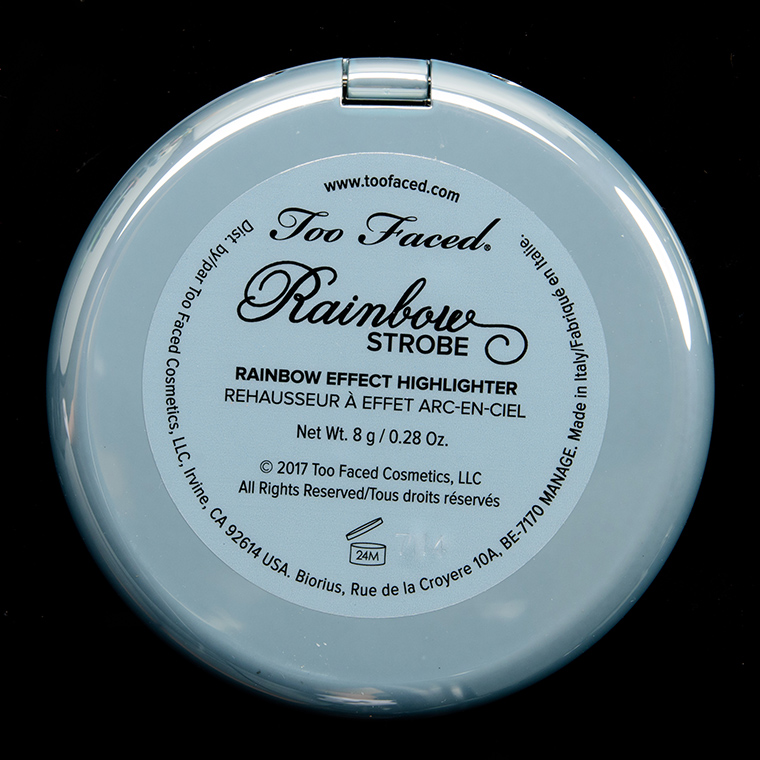 www.toofaced.com
Too Faced®
Rainbow
STROBE
RAINBOW EFFECT HIGHLIGHTER
REHAUSSEUR À EFFET ARC-EN-CIEL
Net Wt. 8 g / 0.28 Oz.
© 2017 Too Faced Cosmetics, LLC
All Rights Reserved/Tous droits réservés
24M
Dist. by/par Too Faced Cosmetics, LLC, Irvine, CA 92614 USA. Biorius, Rue de la Croyere 10A, BE-7170 MANAGE. Made in Italy/Fabriqué en Italie.